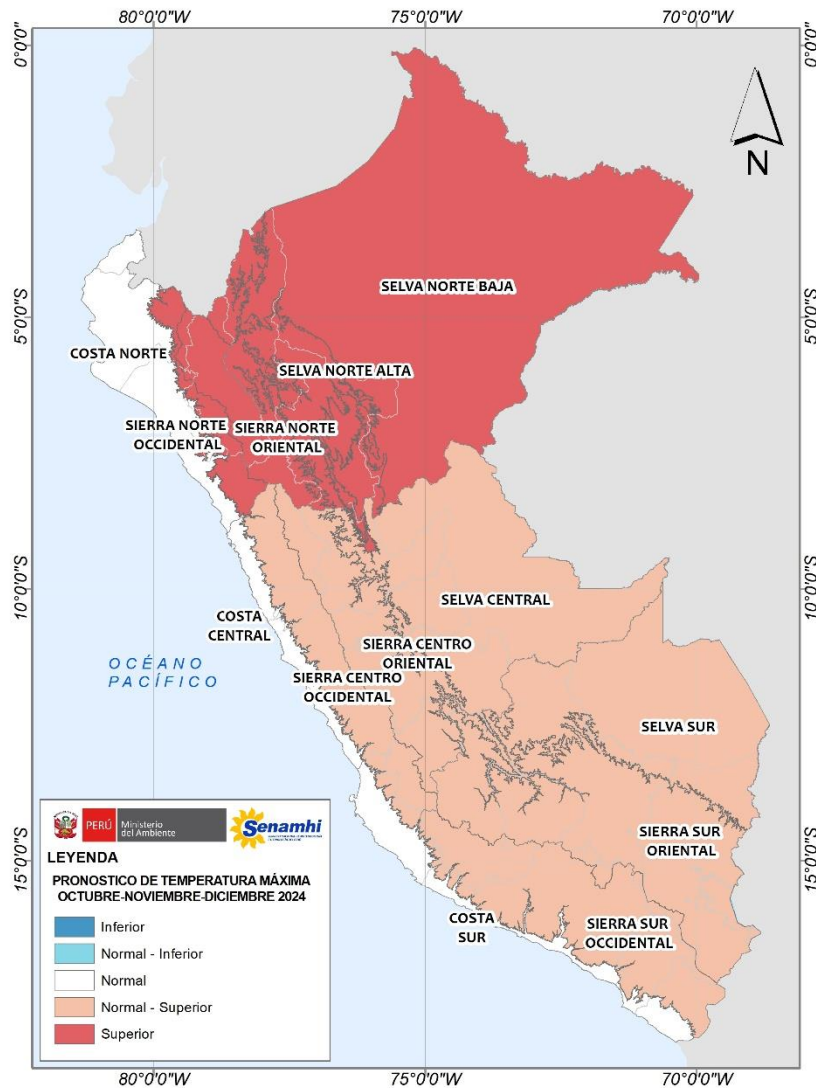 80°0'0"W 75°0'0"W 70°0'0"W
0°0'0"
0°0'0"
N
SELVA NORTE BAJA
5°0'0"S
5°0'0"S
COSTA NORTE
SELVA NORTE ALTA
SIERRA NORTE
OCCIDENTAL
SIERRA NORTE
ORIENTAL
10°0'0"S
10°0'0"S
SELVA CENTRAL
COSTA
CENTRAL
SIERRA CENTRO
ORIENTAL
OCÉANO
PACÍFICO
SIERRA CENTRO
OCCIDENTAL
SELVA SUR
SIERRA SUR
ORIENTAL
15°0'0"S
15°0'0"S
COSTA
SUR
SIERRA SUR
OCCIDENTAL
PERÚ
Ministerio
del Ambiente
Senamhi
LEYENDA
PRONOSTICO DE TEMPERATURA MÁXIMA
OCTUBRE-NOVIEMBRE-DICIEMBRE 2024
Inferior
Normal - Inferior
Normal
Normal - Superior
Superior
80°0'0"W 75°0'0"W 70°0'0"W